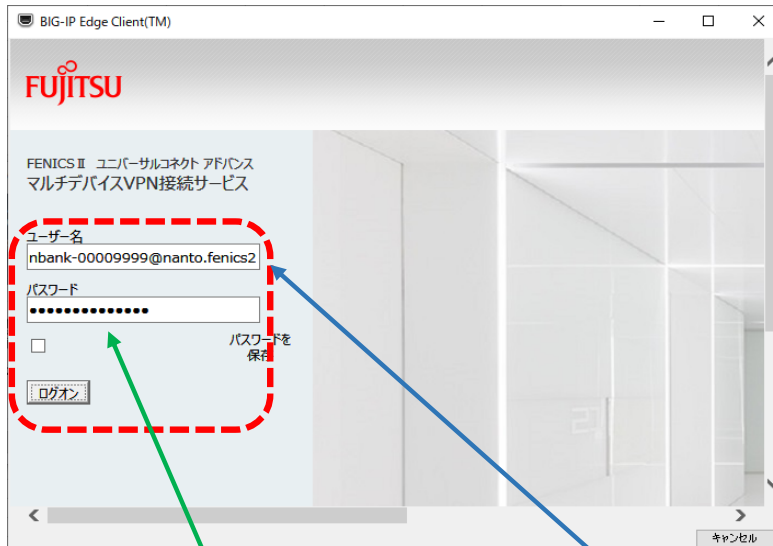 BIG-IP Edge Client(TM)
FUJITSU
FENICSⅡ ユニバーサルコネクト アドバンス
マルチデバイスVPN接続サービス
ユーザー名
nbank-00009999@nanto.fenics2
パスワード
●●●●●●●●●●●●●●
パスワードを
保存
ログオン
キャンセル